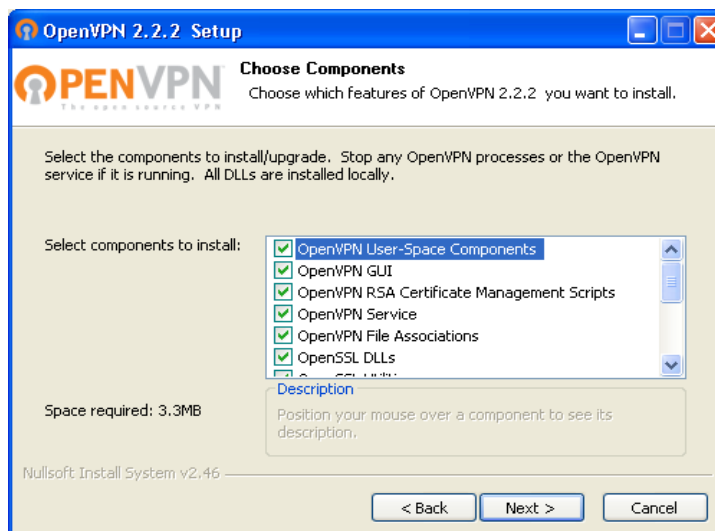 OpenVPN 2.2.2 Setup
OPENVPN
The open source VPN
Choose Components
Choose which features of OpenVPN 2.2.2 you want to install.
Select the components to install/upgrade. Stop any OpenVPN processes or the OpenVPN
service if it is running. All DLLs are installed locally.
Select components to install:
OpenVPN User-Space Components
OpenVPN GUI
OpenVPN RSA Certificate Management Scripts
OpenVPN Service
OpenVPN File Associations
OpenSSL DLLs
Space required: 3.3MB
Description
Position your mouse over a component to see its
description.
Nullsoft Install System v2.46
< Back
Next >
Cancel